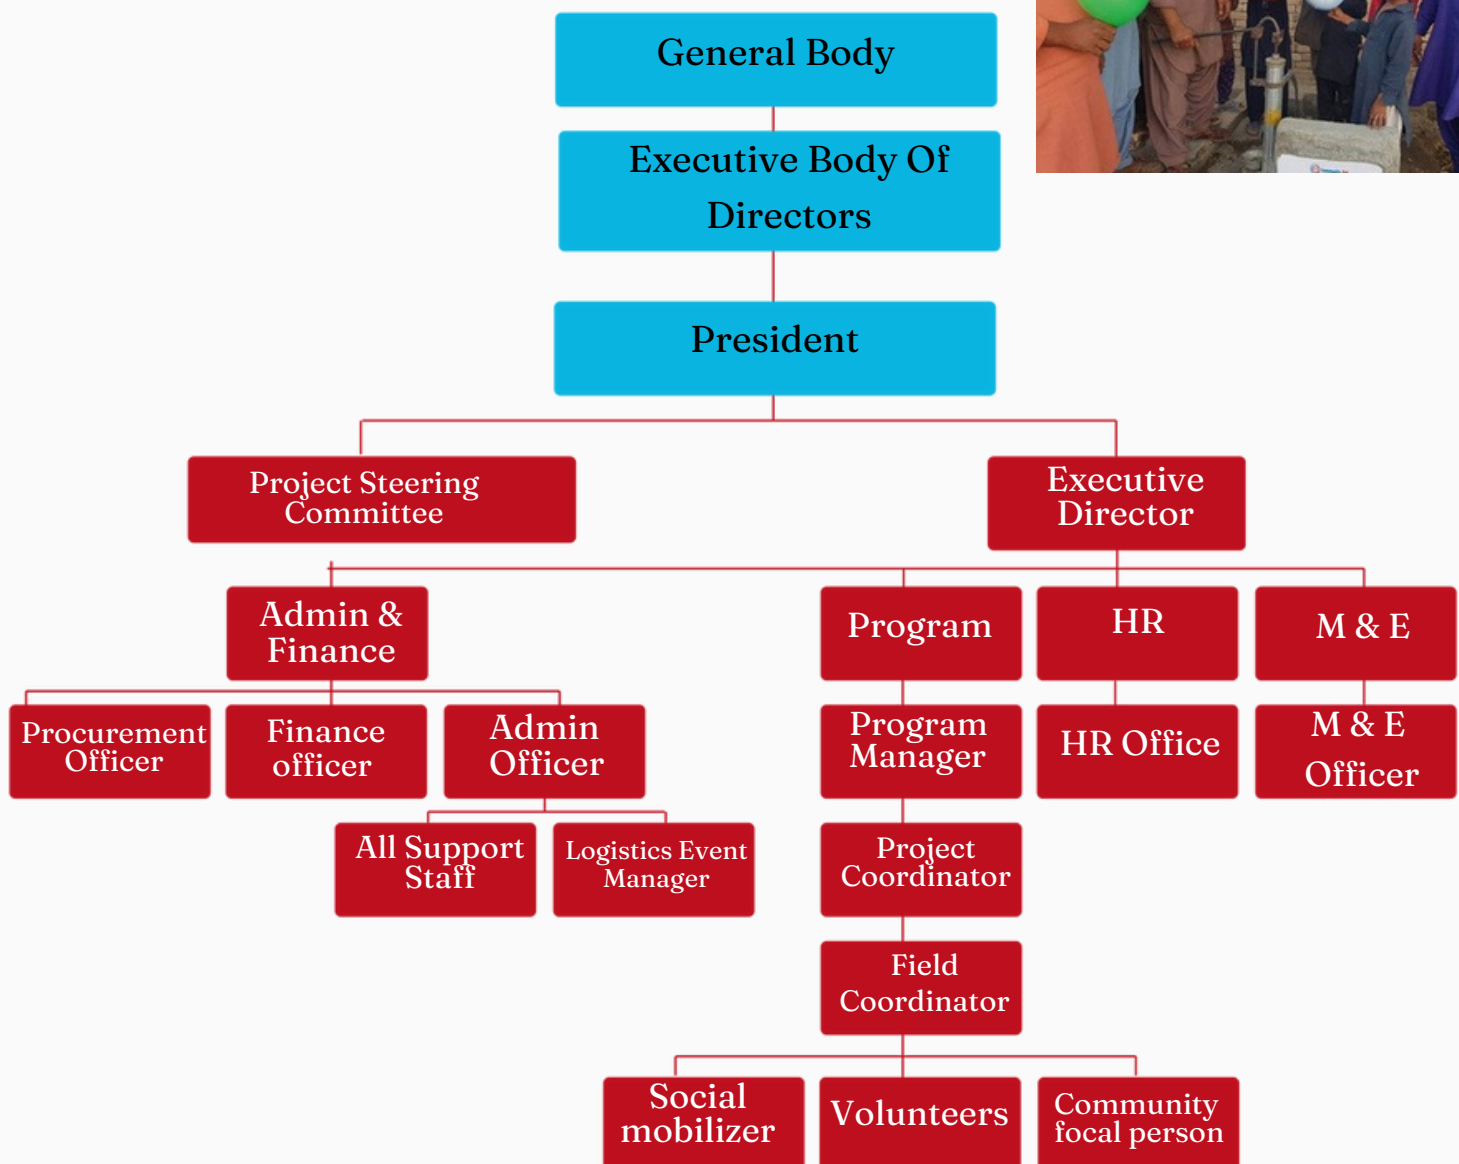 General Body
Executive Body Of
Directors
President
Project Steering
Committee
Executive
Director
Admin &
Finance
Program
HR
M & E
Procurement
Officer
Finance
officer
Admin
Officer
Program
Manager
HR Office
M & E
Officer
All Support
Staff
Logistics Event
Manager
Project
Coordinator
Field
Coordinator
Social
mobilizer
Volunteers
Community
focal person